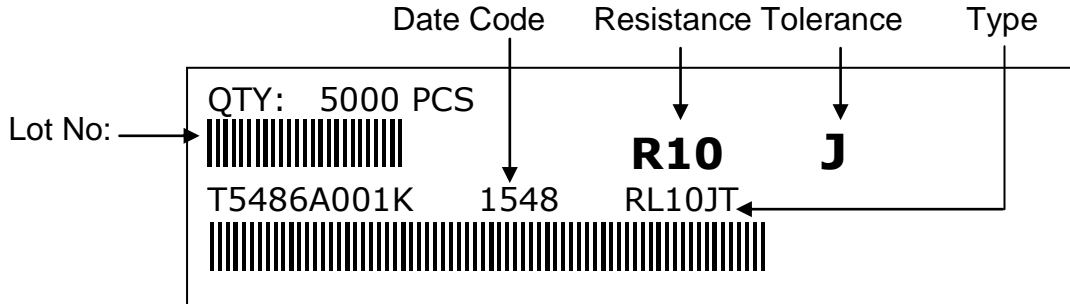 Date Code Resistance Tolerance Type
QTY: 5000 PCS
Lot No:
R10 J
T5486A001K 1548 RL10JT